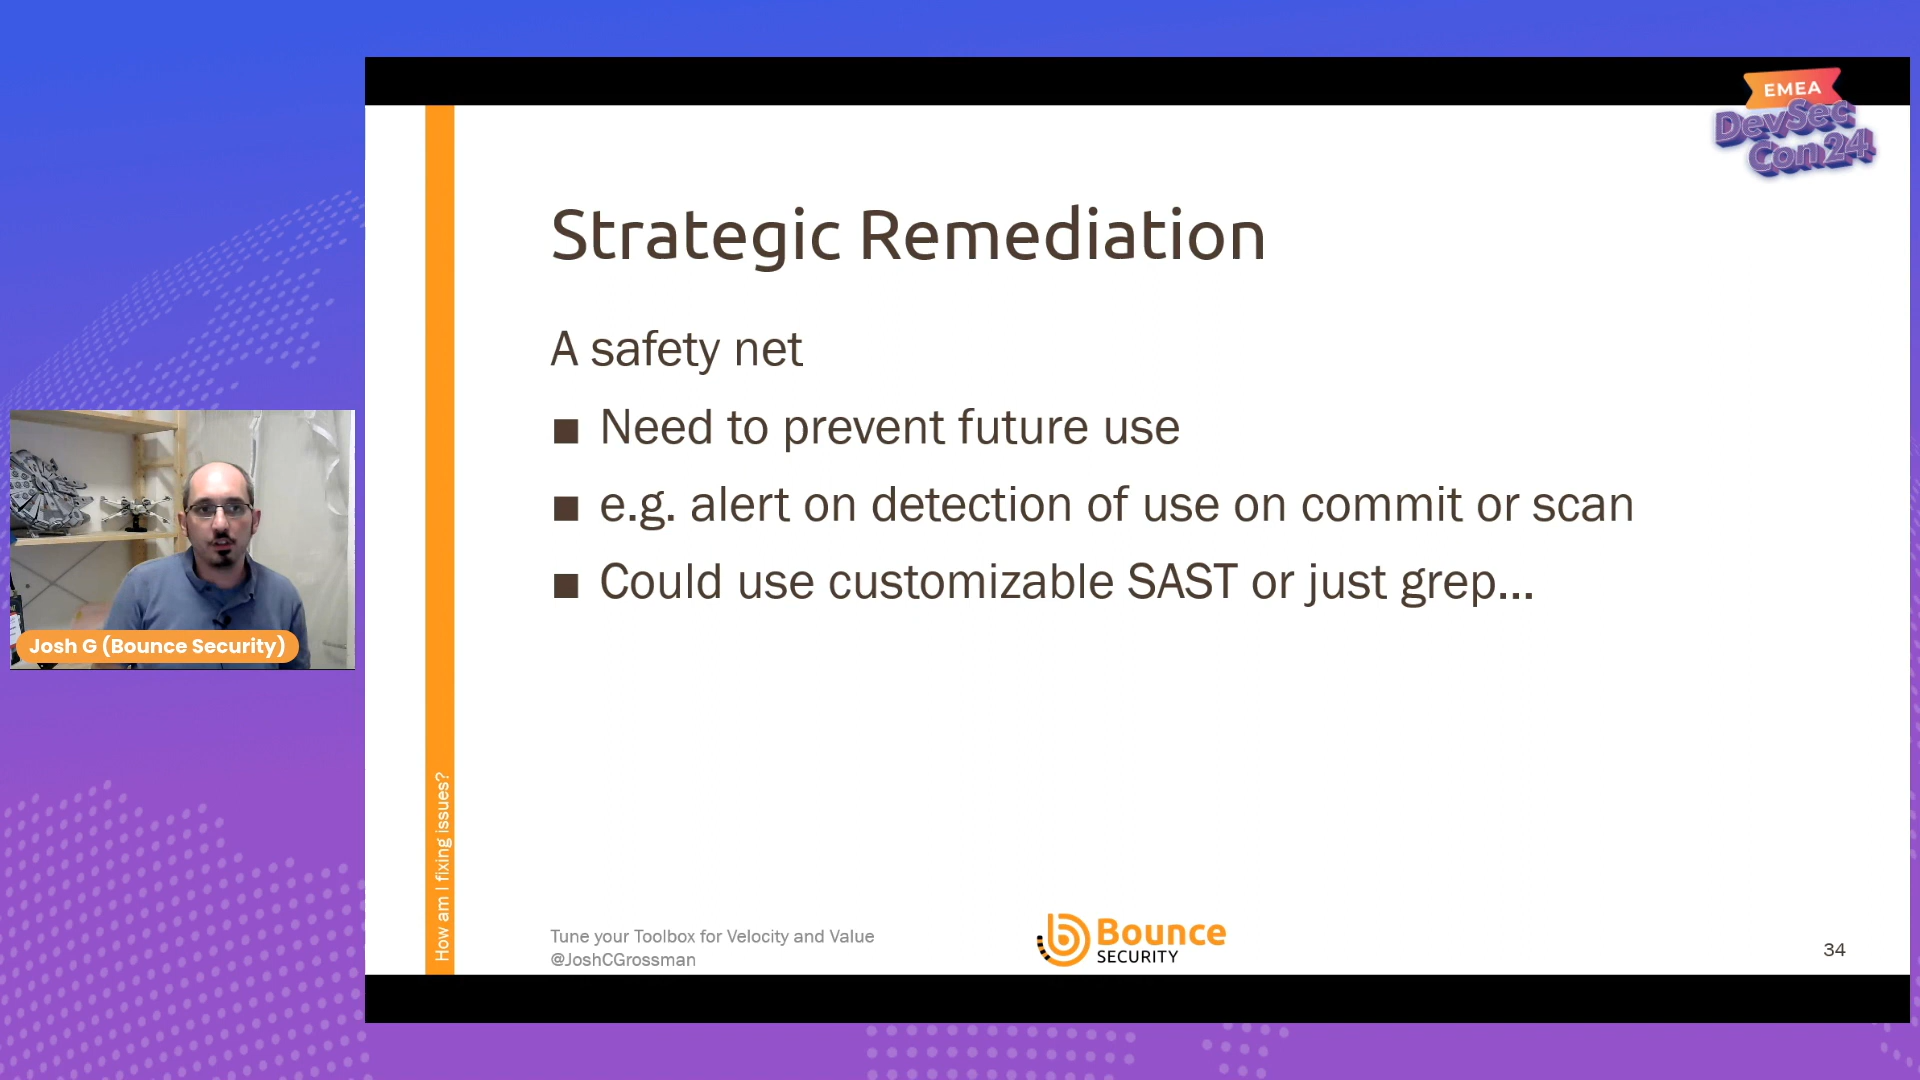 EMEA
DevSec
Con24
Strategic Remediation
A safety net
■ Need to prevent future use
■ e.g. alert on detection of use on commit or scan
■ Could use customizable SAST or just grep...
Josh G (Bounce Security)
How am I fixing issues?
Tune your Toolbox for Velocity and Value
@JoshCGrossman
Bounce
SECURITY
34